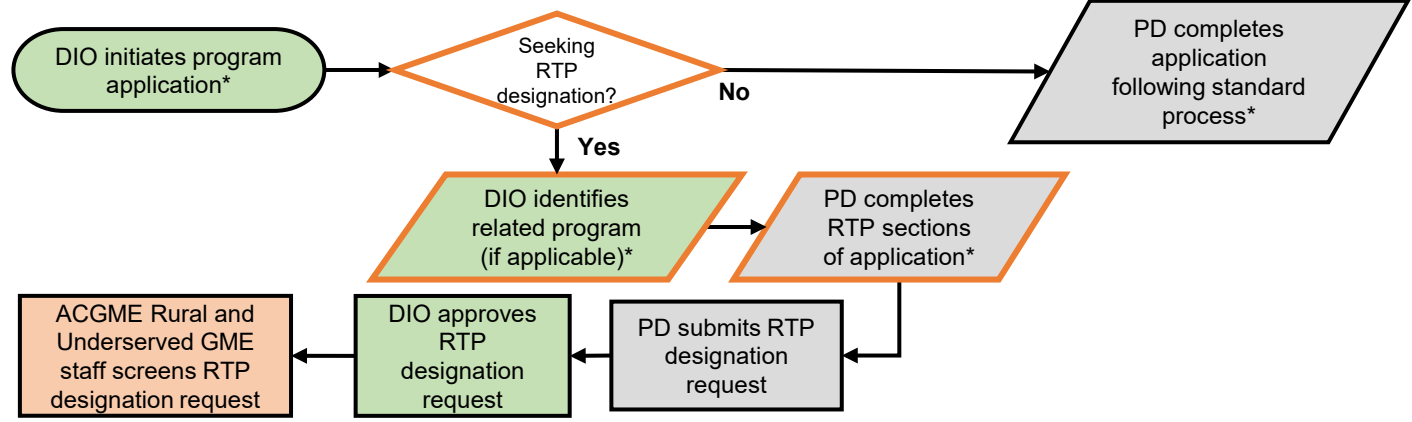 DIO initiates program
application*
Seeking
RTP
designation?
No
PD completes
application
following standard
process*
Yes
DIO identifies
related program
(if applicable)*
PD completes
RTP sections
of application*
PD submits RTP
designation
request
DIO approves
RTP
designation
request
ACGME Rural and
Underserved GME
staff screens RTP
designation request